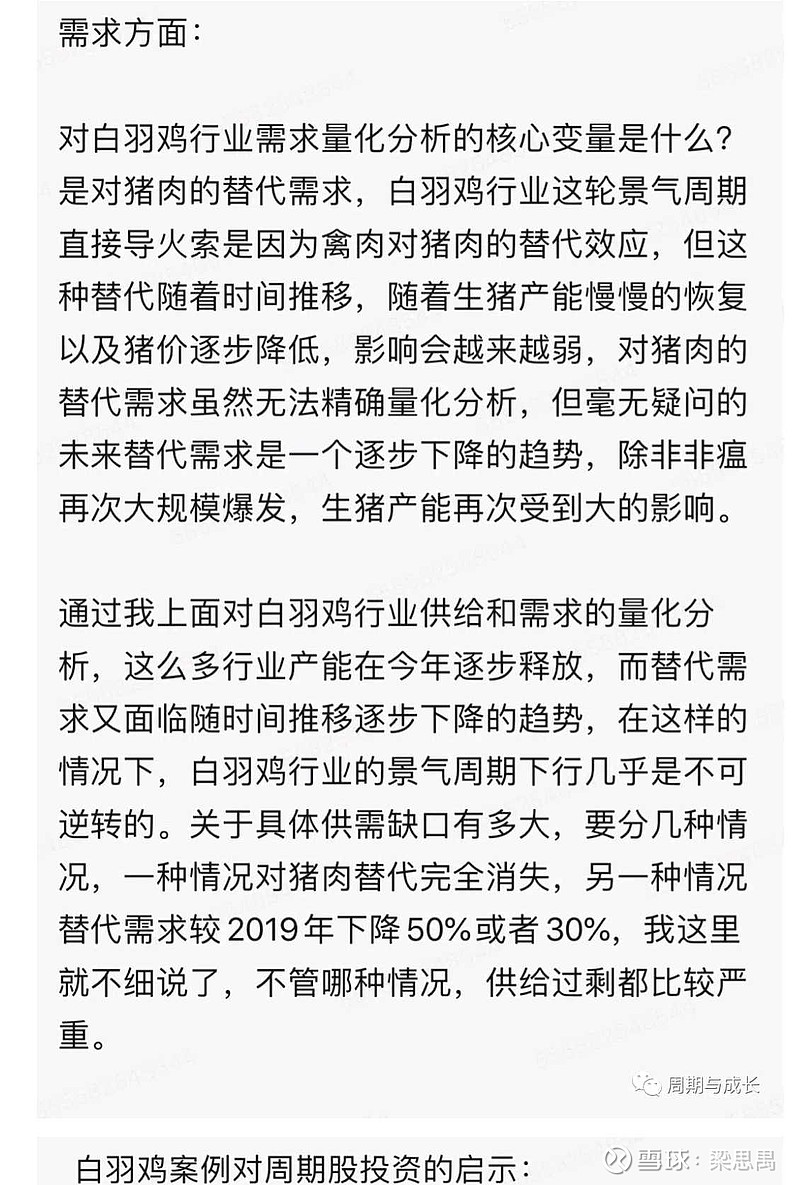 需求方面：
对白羽鸡行业需求量化分析的核心变量是什么？
是对猪肉的替代需求，白羽鸡行业这轮景气周期
直接导火索是因为禽肉对猪肉的替代效应，但这
种替代随着时间推移，随着生猪产能慢慢的恢复
以及猪价逐步降低，影响会越来越弱，对猪肉的
替代需求虽然无法精确量化分析，但毫无疑问的
未来替代需求是一个逐步下降的趋势，除非非瘟
再次大规模爆发，生猪产能再次受到大的影响。
通过我上面对白羽鸡行业供给和需求的量化分
析，这么多行业产能在今年逐步释放，而替代需
求又面临随时间推移逐步下降的趋势，在这样的
情况下，白羽鸡行业的景气周期下行几乎是不可
逆转的。关于具体供需缺口有多大，要分几种情
况，一种情况对猪肉替代完全消失，另一种情况
替代需求较2019年下降50%或者30%，我这里
就不细说了，不管哪种情况，供给过剩都比较严
重。
周期与成长
白羽鸡案例对周期股投资的启示：
雪球：梁思禺